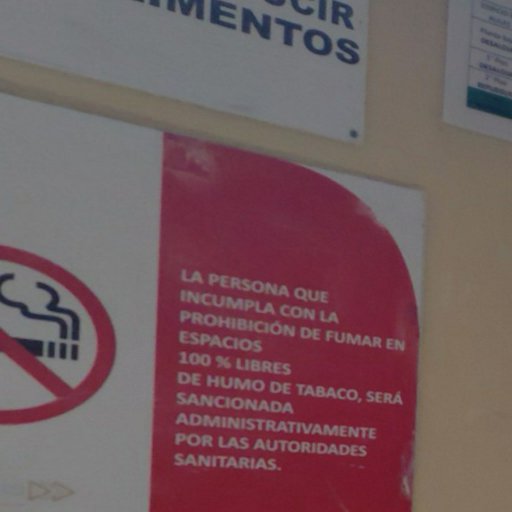 ALIMENTOS
LA PERSONA QUE
INCUMPLA CON LA
PROHIBICIÓN DE FUMAR EN
ESPACIOS
100 % LIBRES
DE HUMO DE TABACO, SERÁ
SANCIONADA
ADMINISTRATIVAMENTE
POR LAS AUTORIDADES
SANITARIAS.